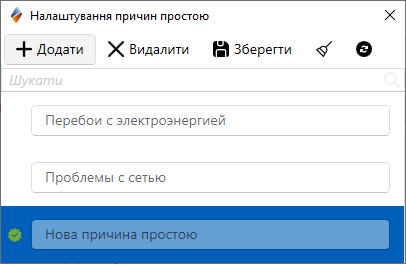 Налаштування причин простою
Додати Видалити Зберегти
Шукати
Перебои с электроэнергией
Проблемы с сетью
Нова причина простою